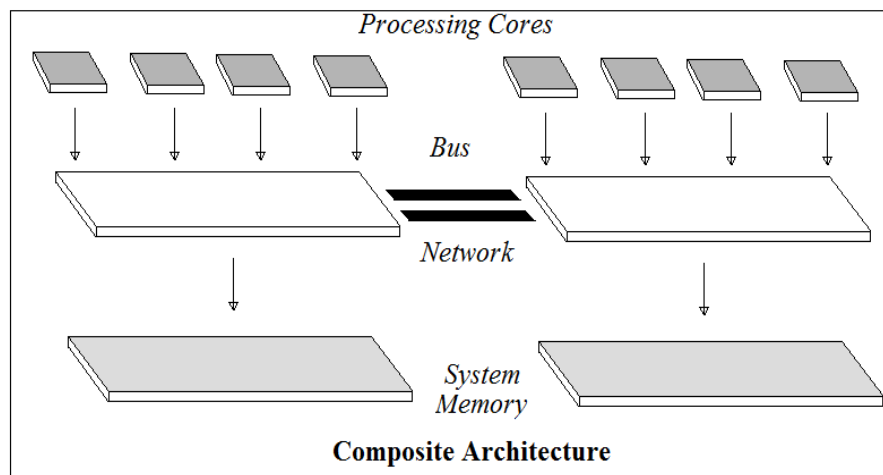 Processing Cores
Bus
Network
System
Memory
Composite Architecture